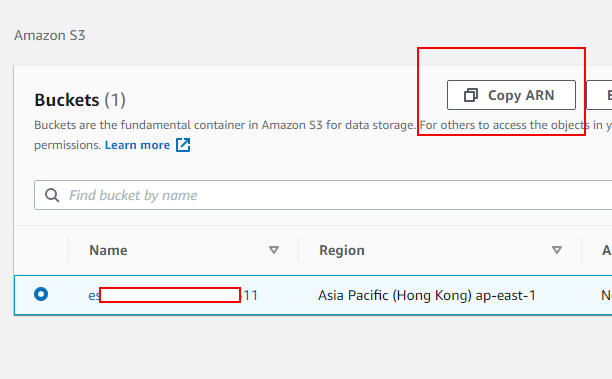 Amazon S3
Buckets (1)
Copy ARN
Buckets are the fundamental container in Amazon S3 for data storage. For others to access the objects in y
permissions. Learn more
Find bucket by name
Name Region A
es 11 Asia Pacific (Hong Kong) ap-east-1 N